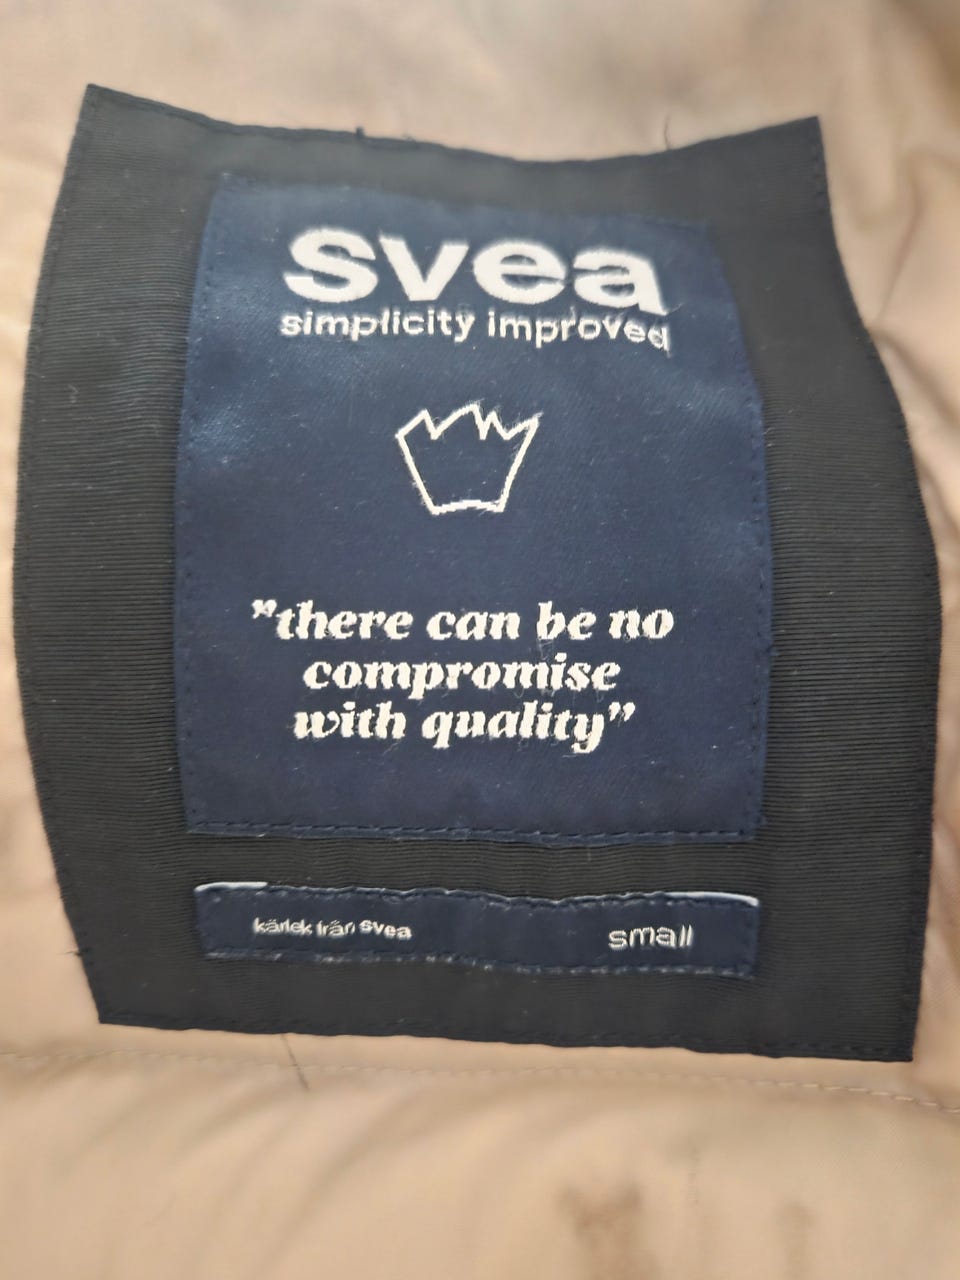 svea
simplicity improved
”there can be no
compromise
with quality”
kärlek från svea
small